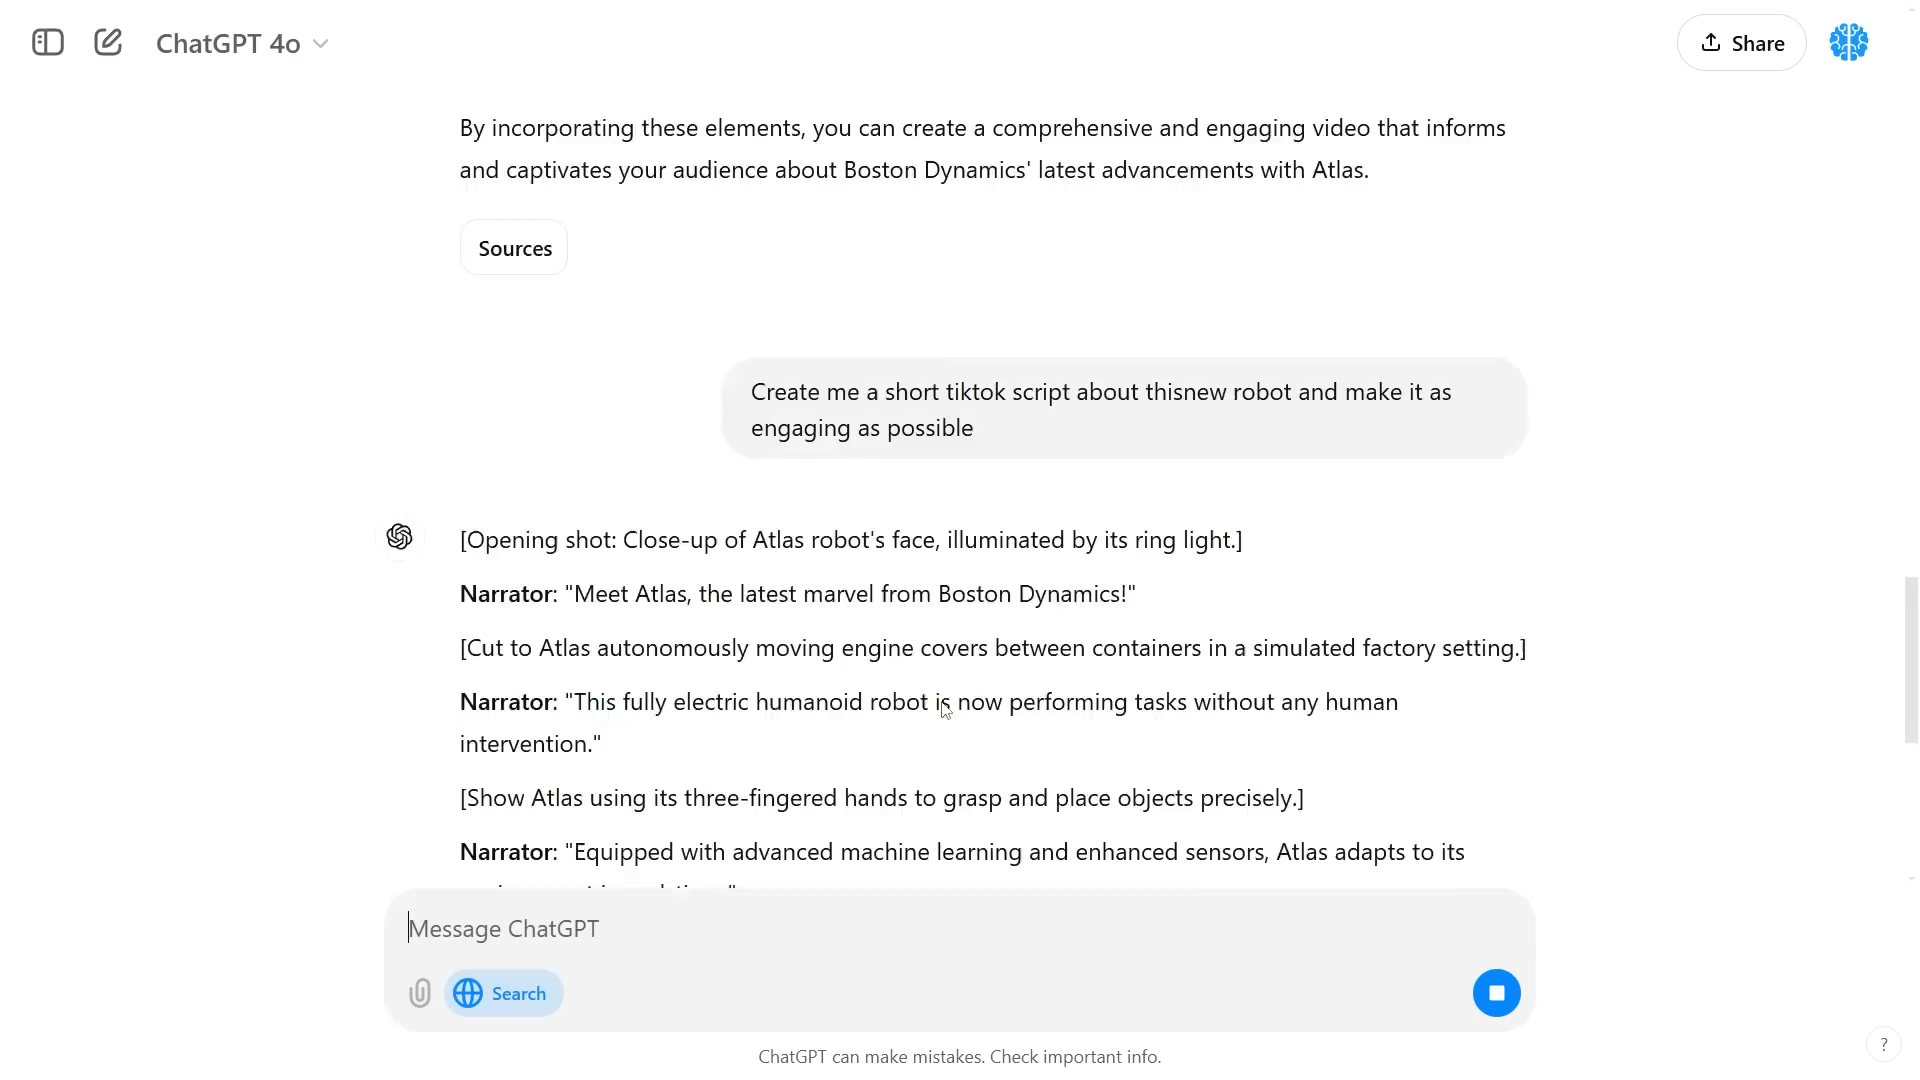 ChatGPT 4o
Share
By incorporating these elements, you can create a comprehensive and engaging video that informs
and captivates your audience about Boston Dynamics' latest advancements with Atlas.
Sources
Create me a short tiktok script about thisnew robot and make it as
engaging as possible
[Opening shot: Close-up of Atlas robot's face, illuminated by its ring light.]
Narrator: "Meet Atlas, the latest marvel from Boston Dynamics!"
[Cut to Atlas autonomously moving engine covers between containers in a simulated factory setting.]
Narrator: "This fully electric humanoid robot is now performing tasks without any human
intervention."
[Show Atlas using its three-fingered hands to grasp and place objects precisely.]
Narrator: "Equipped with advanced machine learning and enhanced sensors, Atlas adapts to its
Message ChatGPT
Search
ChatGPT can make mistakes. Check important info.
?